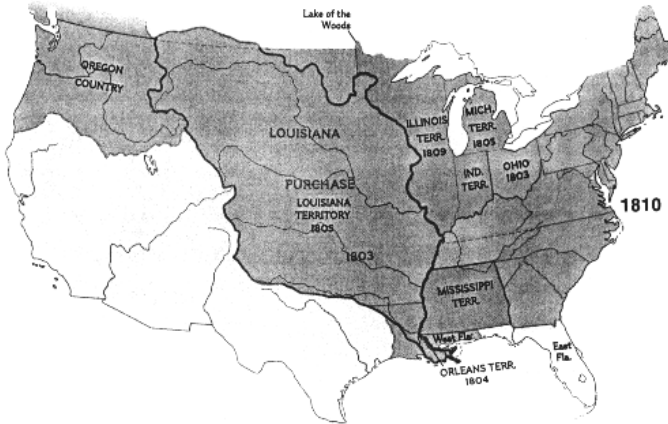 Lake of the
Woods
OREGON
COUNTRY
LOUISIANA
PURCHASE
LOUISIANA
TERRITORY
1805
1803
ILLINOIS
TERR.
1809
MICH.
TERR.
1805
IND.
TERR.
OHIO
1803
1810
MISSISSIPPI
TERR.
West Fla.
East
Fla.
ORLEANS TERR.
1804